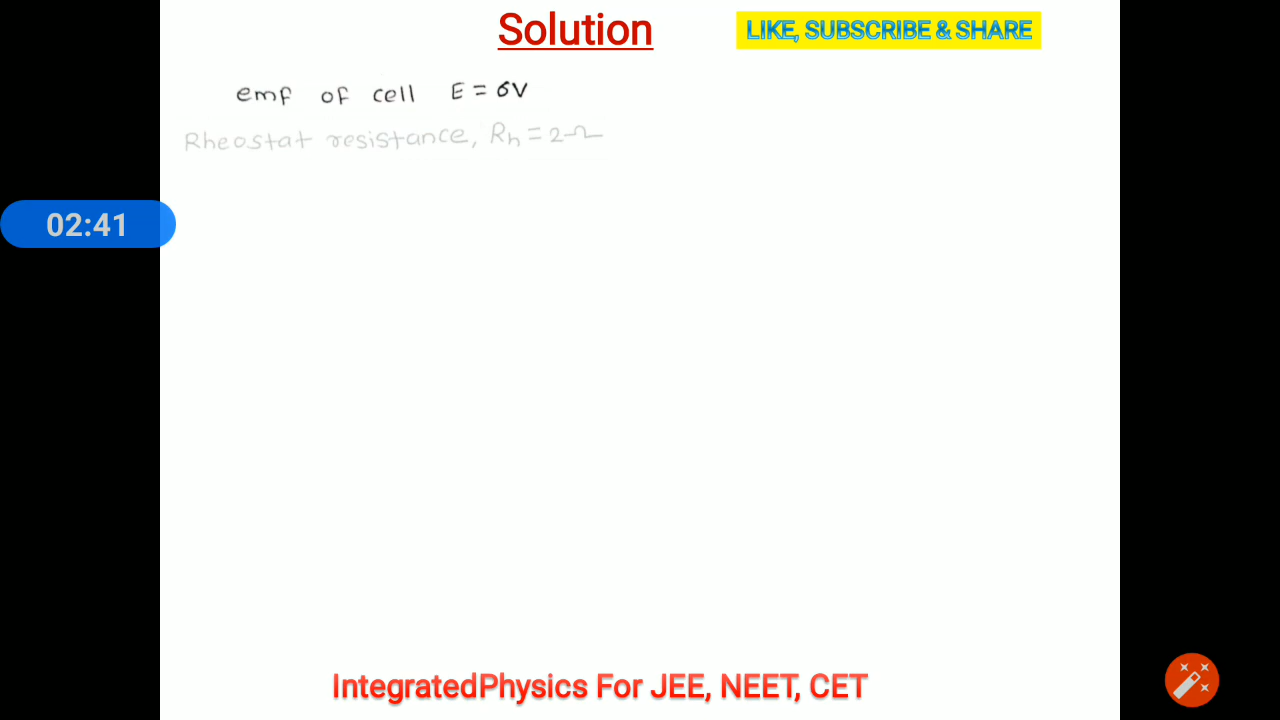 Solution
LIKE, SUBSCRIBE & SHARE
emf of cell E = 6V
Rheostat resistance, Rh = 2Ω
02:41
IntegratedPhysics For JEE, NEET, CET